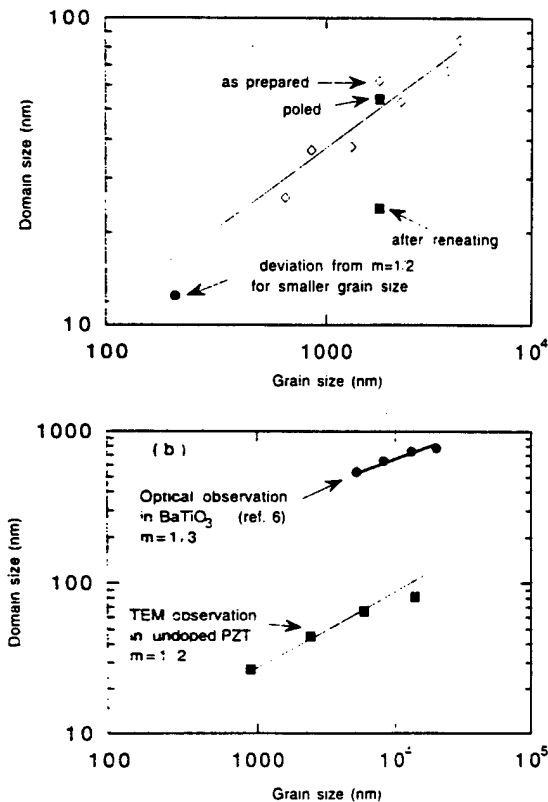 100
as prepared
poled
Domain size (nm)
after reneating
deviation from m=1/2
for smaller grain size
10
100
1000
10⁴
Grain size (nm)
1000
(b)
Optical observation
in BaTiO₃ (ref. 6)
m=1/3
Domain size (nm)
100
TEM observation
in undoped PZT
m=1/2
10
100
1000
10⁴
10⁵
Grain size (nm)